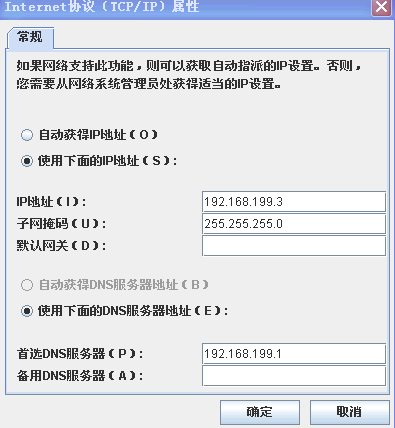 Internet协议（TCP/IP）属性
常规
如果网络支持此功能，则可以获取自动指派的IP设置。否则，
您需要从网络系统管理员处获得适当的IP设置。
自动获得IP地址（O）
使用下面的IP地址（S）：
IP地址（I）： 192.168.199.3
子网掩码（U）： 255.255.255.0
默认网关（D）：
自动获得DNS服务器地址（B）
使用下面的DNS服务器地址（E）：
首选DNS服务器（P）： 192.168.199.1
备用DNS服务器（A）：
确定 取消